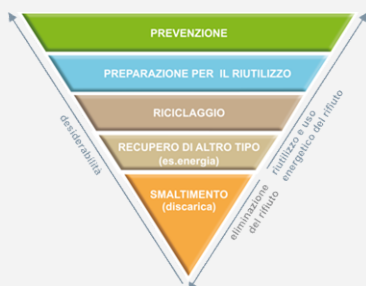 PREVENZIONE
PREPARAZIONE PER IL RIUTILIZZO
RICICLAGGIO
RECUPERO DI ALTRO TIPO
(es.energia)
SMALTIMENTO
(discarica)
desiderabilità
riutilizzo e uso
energetico del rifiuto
eliminazione
del rifiuto